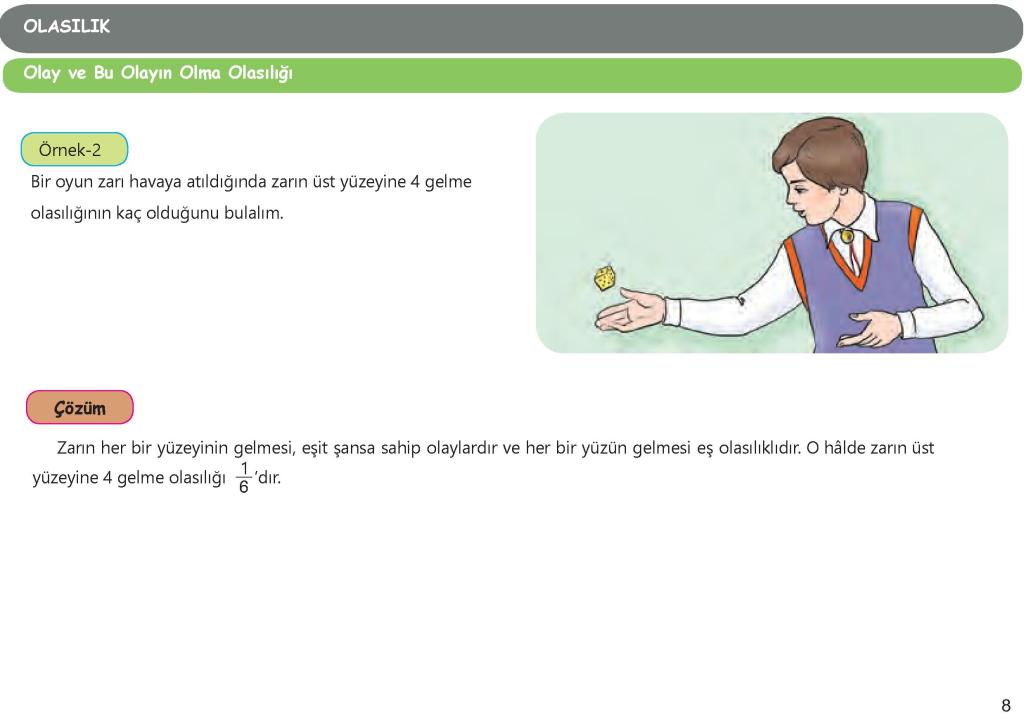 OLASILIK
Olay ve Bu Olayın Olma Olasılığı
Örnek-2
Bir oyun zarı havaya atıldığında zarın üst yüzeyine 4 gelme
olasılığının kaç olduğunu bulalım.
Çözüm
Zarın her bir yüzeyinin gelmesi, eşit şansa sahip olaylardır ve her bir yüzün gelmesi eş olasılıklıdır. O hâlde zarın üst
yüzeyine 4 gelme olasılığı 1/6 ’dır.
8